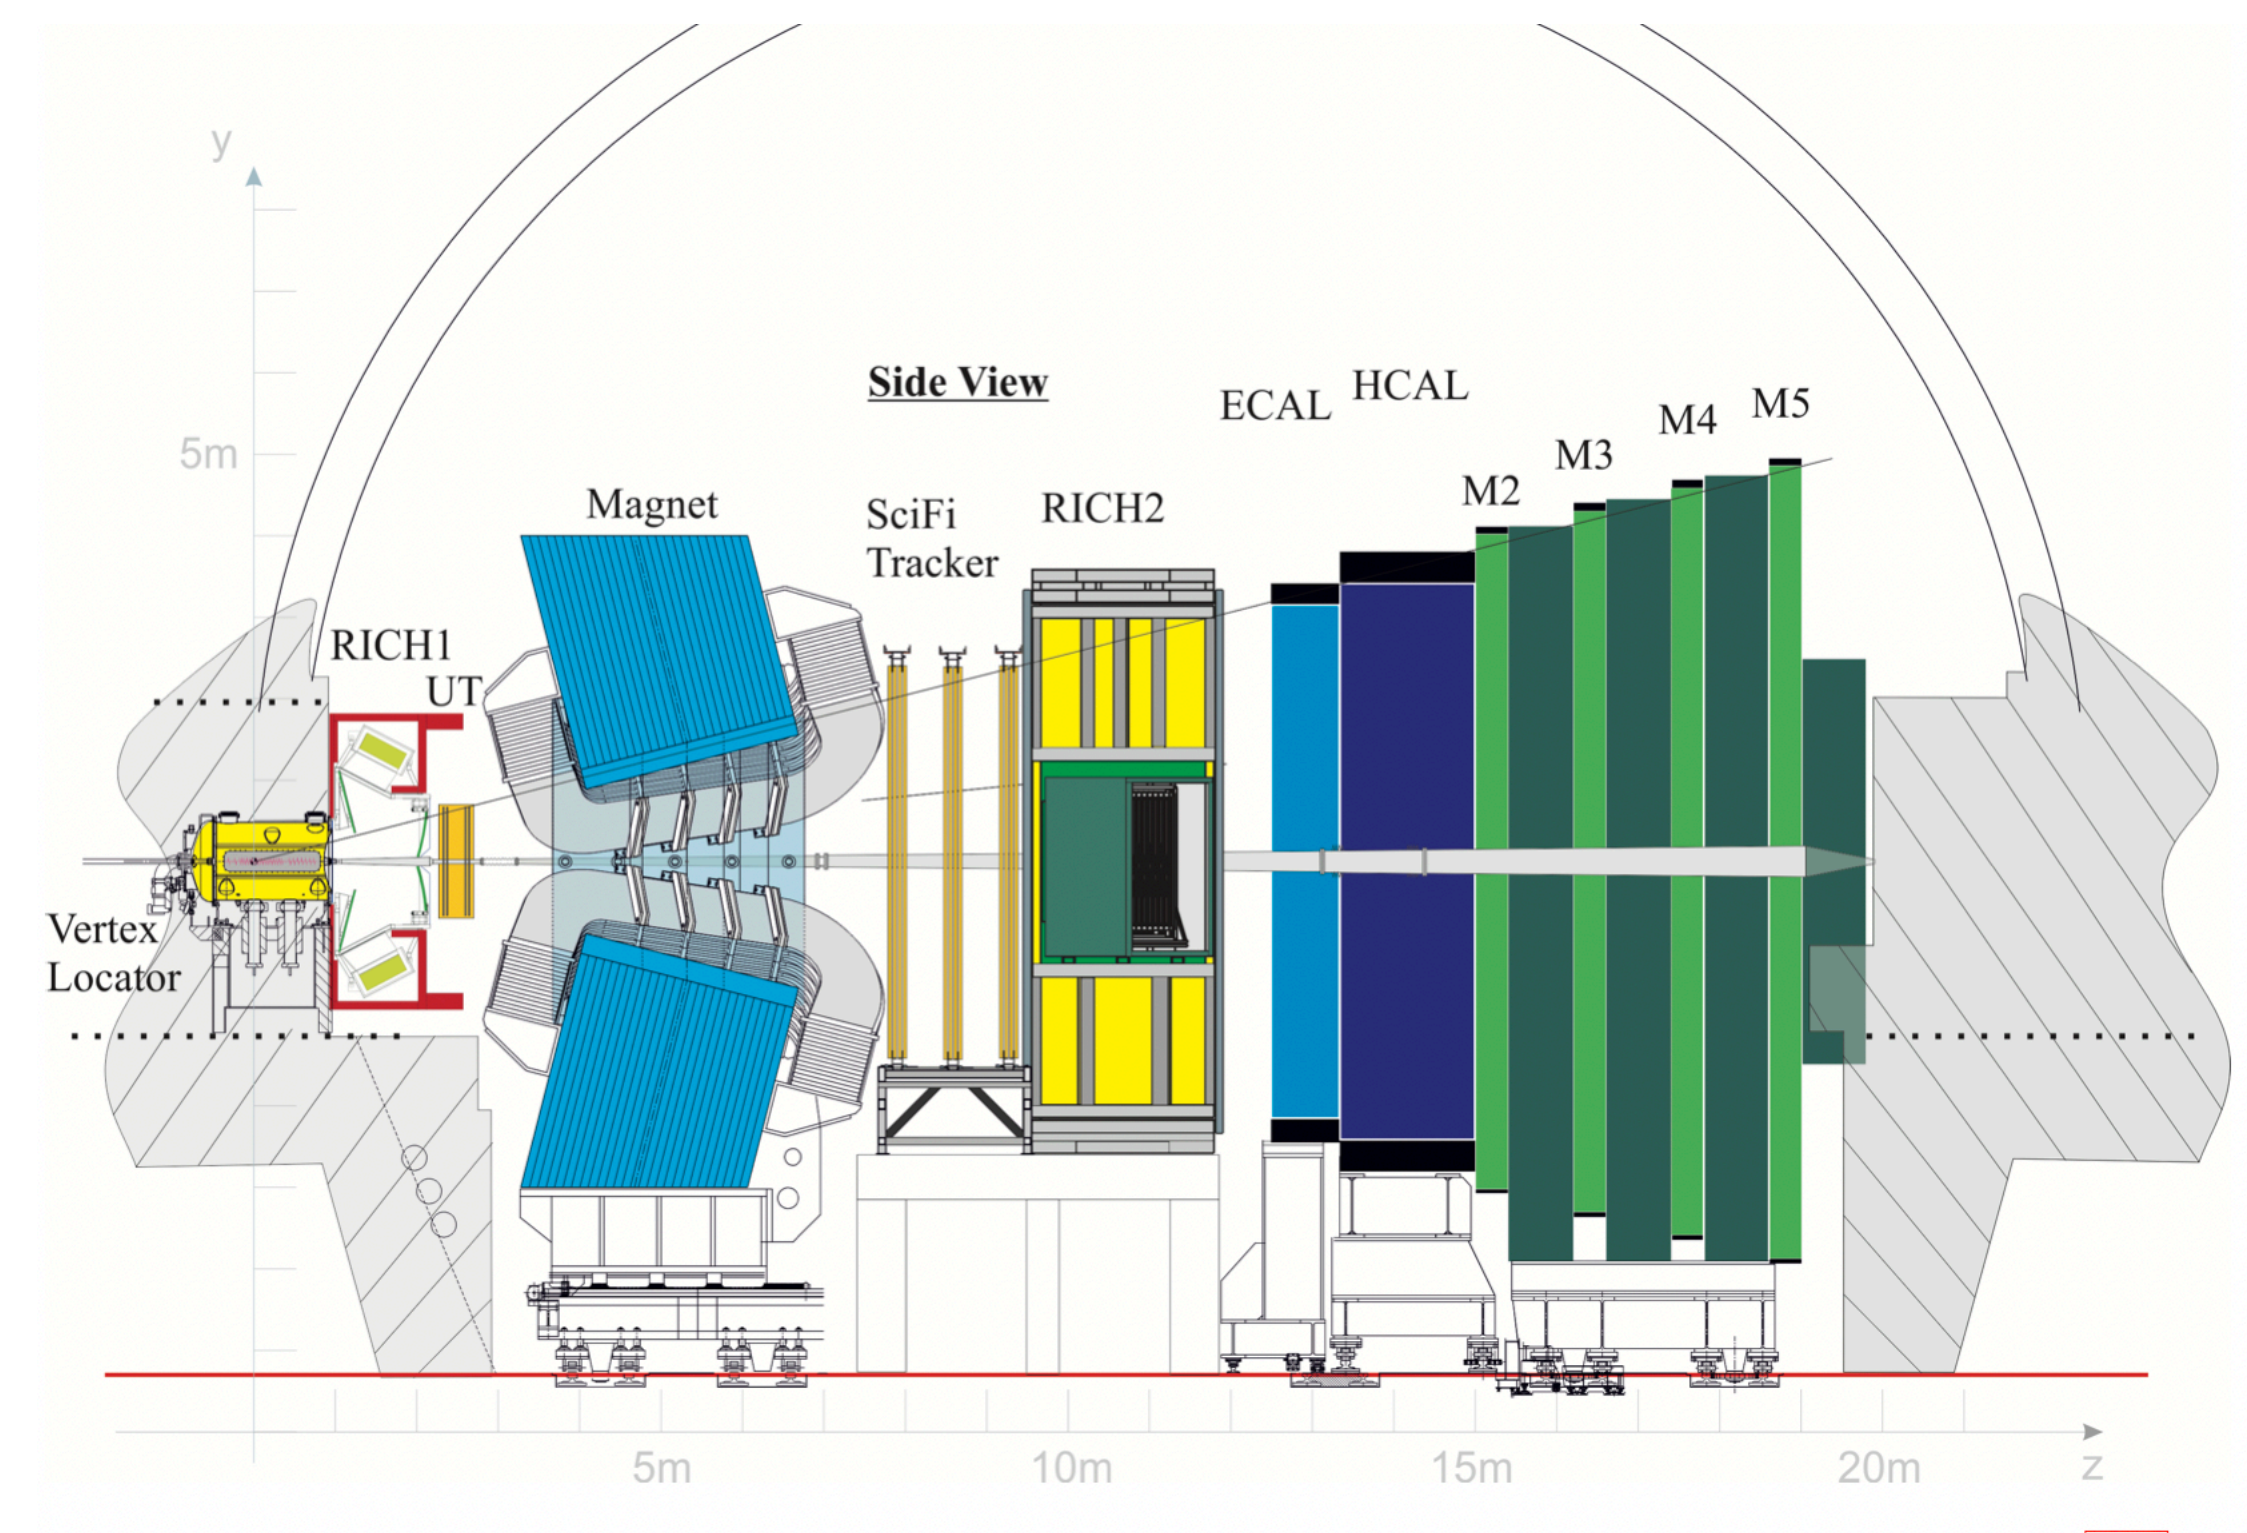 y
5m
Side View
ECAL
HCAL
M5
M4
M3
M2
Magnet
SciFi
Tracker
RICH2
RICH1
UT
Vertex
Locator
5m
10m
15m
20m
z